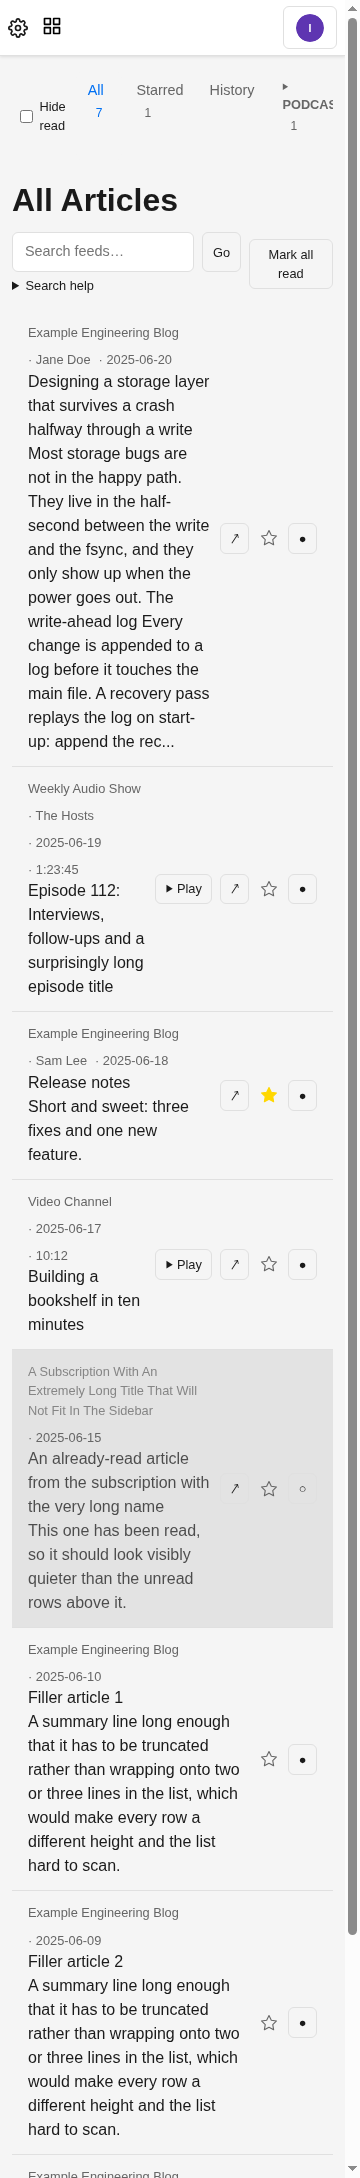 I
All
Starred
History
PODCAS
Hide
read
7
1
1
All Articles
Search feeds…
Go
Mark all
read
Search help
Example Engineering Blog
· Jane Doe · 2025-06-20
Designing a storage layer
that survives a crash
halfway through a write
Most storage bugs are
not in the happy path.
They live in the half-
second between the write
and the fsync, and they
only show up when the
power goes out. The
write-ahead log Every
change is appended to a
log before it touches the
main file. A recovery pass
replays the log on start-
up: append the rec...
Weekly Audio Show
· The Hosts
· 2025-06-19
· 1:23:45
Episode 112:
Interviews,
follow-ups and a
surprisingly long
episode title
Play
Example Engineering Blog
· Sam Lee · 2025-06-18
Release notes
Short and sweet: three
fixes and one new
feature.
Video Channel
· 2025-06-17
· 10:12
Building a
bookshelf in ten
minutes
Play
A Subscription With An
Extremely Long Title That Will
Not Fit In The Sidebar
· 2025-06-15
An already-read article
from the subscription with
the very long name
This one has been read,
so it should look visibly
quieter than the unread
rows above it.
Example Engineering Blog
· 2025-06-10
Filler article 1
A summary line long enough
that it has to be truncated
rather than wrapping onto two
or three lines in the list, which
would make every row a
different height and the list
hard to scan.
Example Engineering Blog
· 2025-06-09
Filler article 2
A summary line long enough
that it has to be truncated
rather than wrapping onto two
or three lines in the list, which
would make every row a
different height and the list
hard to scan.
Example Engineering Blog